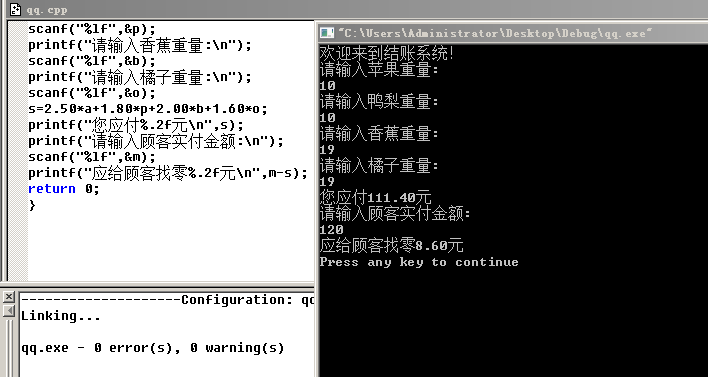 qq.cpp
scanf("%lf",&p);
printf("请输入香蕉重量:\n");
scanf("%lf",&b);
printf("请输入橘子重量:\n");
scanf("%lf",&o);
s=2.50*a+1.80*p+2.00*b+1.60*o;
printf("您应付%.2f元\n",s);
printf("请输入顾客实付金额:\n");
scanf("%lf",&m);
printf("应给顾客找零%.2f元\n",m-s);
return 0;
}
"C:\Users\Administrator\Desktop\Debug\qq.exe"
欢迎来到结账系统!
请输入苹果重量:
10
请输入鸭梨重量:
10
请输入香蕉重量:
19
请输入橘子重量:
19
您应付111.40元
请输入顾客实付金额:
120
应给顾客找零8.60元
Press any key to continue
--------------------Configuration: qq
Linking...
qq.exe - 0 error(s), 0 warning(s)